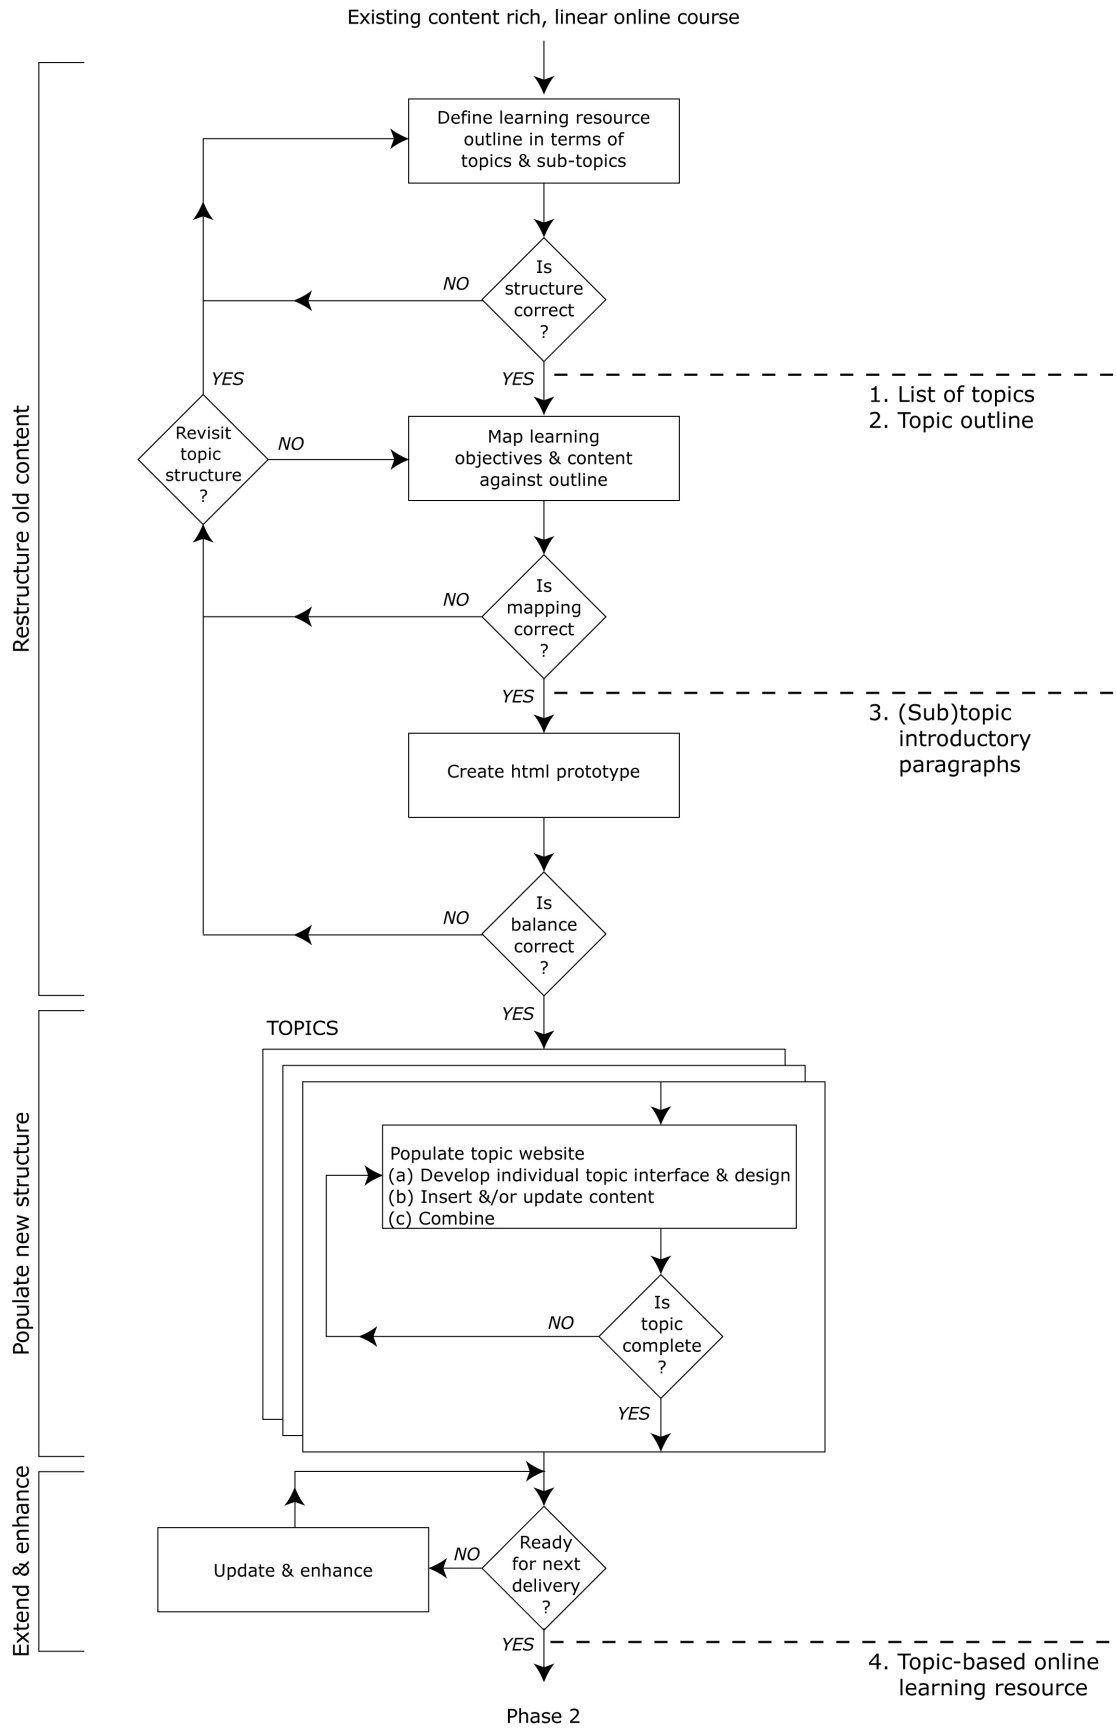 Existing content rich, linear online course
Define learning resource
outline in terms of
topics & sub-topics
Is
structure
correct
?
NO
YES
1. List of topics
2. Topic outline
YES
Revisit
topic
structure
?
NO
Map learning
objectives & content
against outline
Is
mapping
correct
?
NO
YES
3. (Sub)topic
introductory
paragraphs
Create html prototype
Is
balance
correct
?
NO
YES
Restructure old content
TOPICS
Populate topic website
(a) Develop individual topic interface & design
(b) Insert &/or update content
(c) Combine
Is
topic
complete
?
NO
YES
Populate new structure
Ready
for next
delivery
?
NO
Update & enhance
YES
Extend & enhance
4. Topic-based online
learning resource
Phase 2